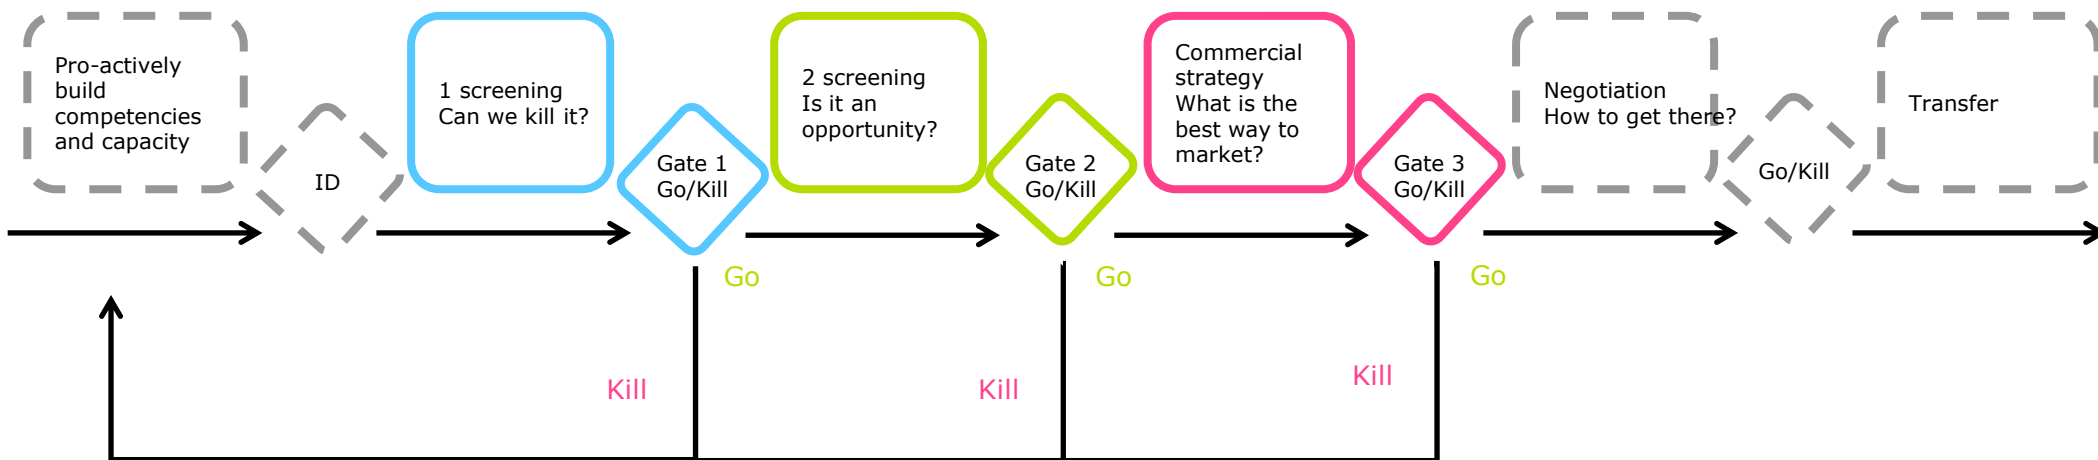 Pro-actively
build
competencies
and capacity
ID
1 screening
Can we kill it?
Gate 1
Go/Kill
2 screening
Is it an
opportunity?
Gate 2
Go/Kill
Commercial
strategy
What is the
best way to
market?
Gate 3
Go/Kill
Negotiation
How to get there?
Go/Kill
Transfer
Go
Go
Go
Kill
Kill
Kill